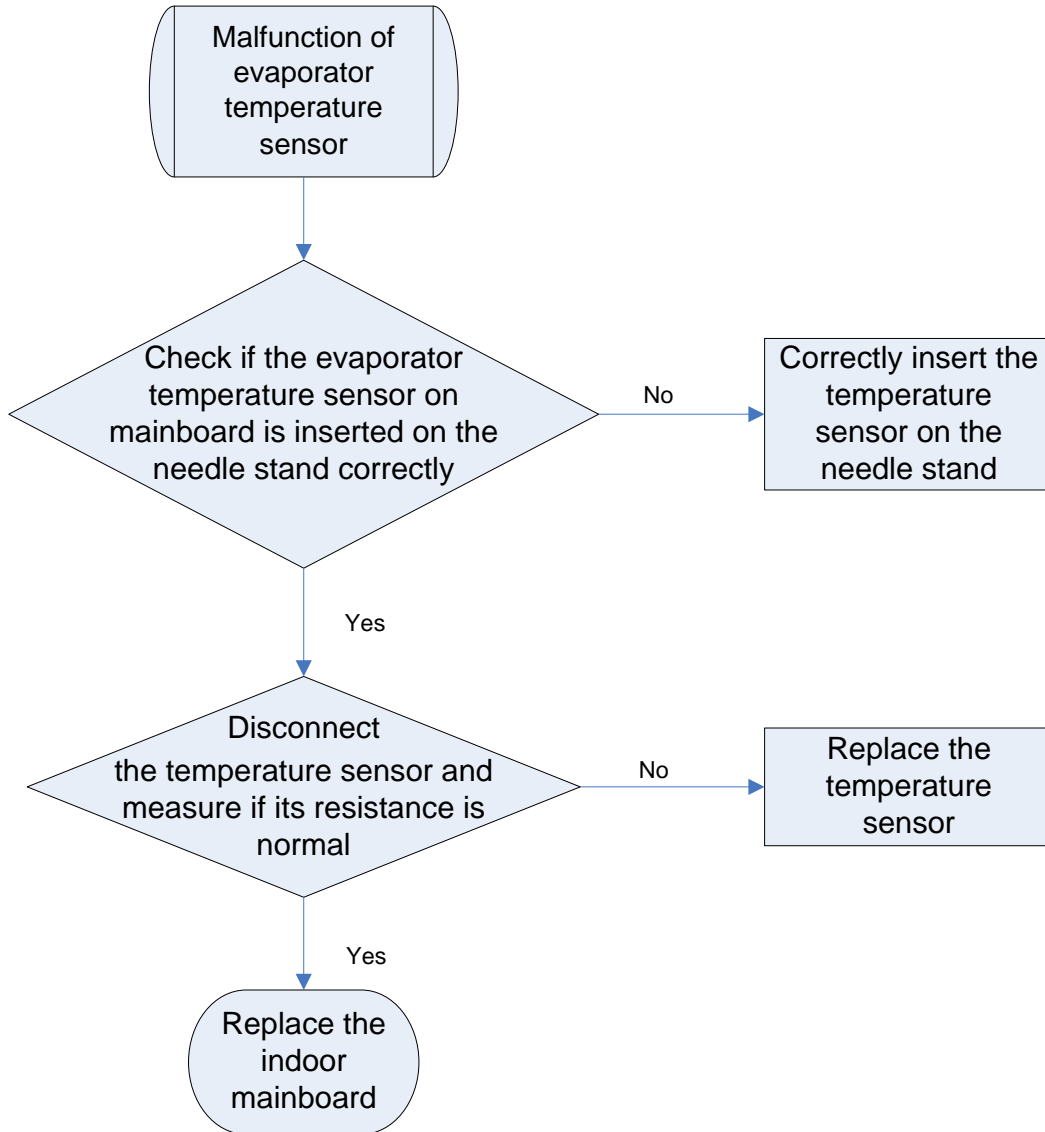 Malfunction of
evaporator
temperature
sensor
Check if the evaporator
temperature sensor on
mainboard is inserted on the
needle stand correctly
No
Correctly insert the
temperature
sensor on the
needle stand
Yes
Disconnect
the temperature sensor and
measure if its resistance is
normal
No
Replace the
temperature
sensor
Yes
Replace the
indoor
mainboard